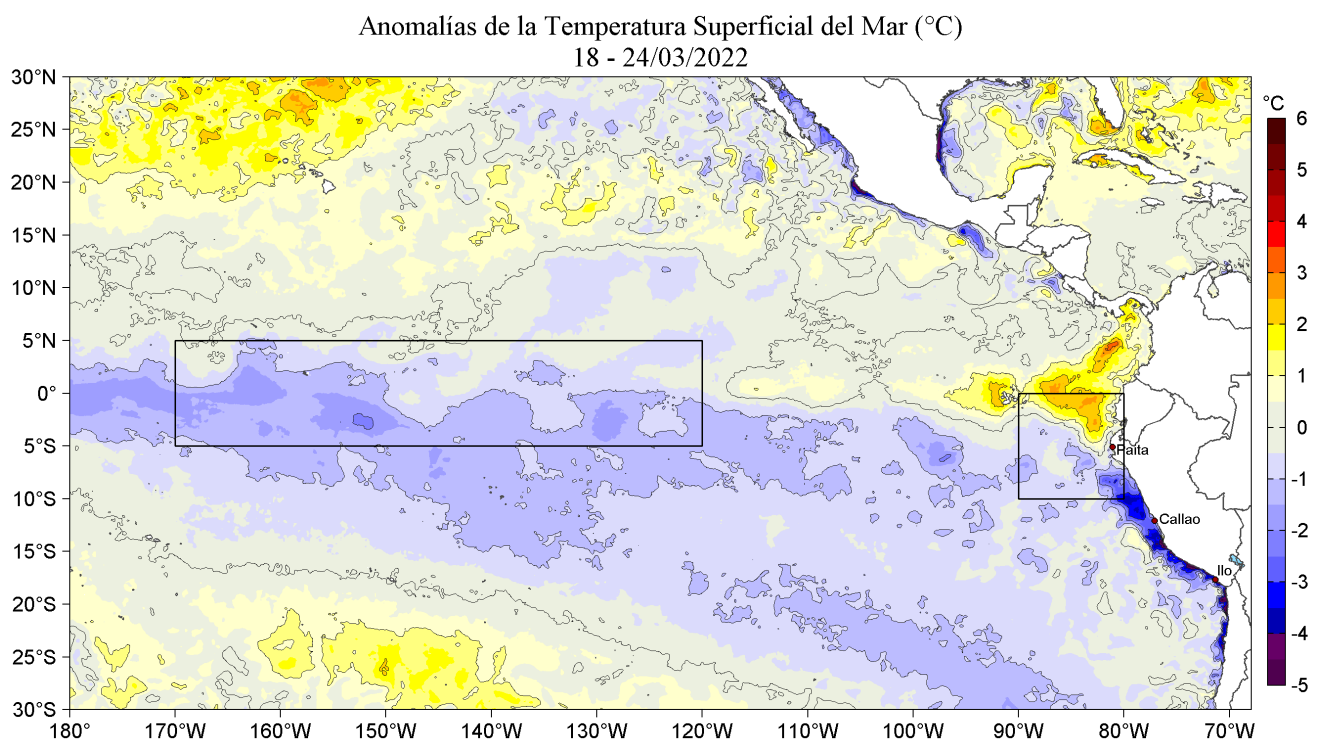 Anomalías de la Temperatura Superficial del Mar (°C)
18 - 24/03/2022
30°N
25°N
20°N
15°N
10°N
5°N
0°
5°S
10°S
15°S
20°S
25°S
30°S
180°
170°W
160°W
150°W
140°W
130°W
120°W
110°W
100°W
90°W
80°W
70°W
Paita
Callao
Ilo
°C
6
5
4
3
2
1
0
-1
-2
-3
-4
-5